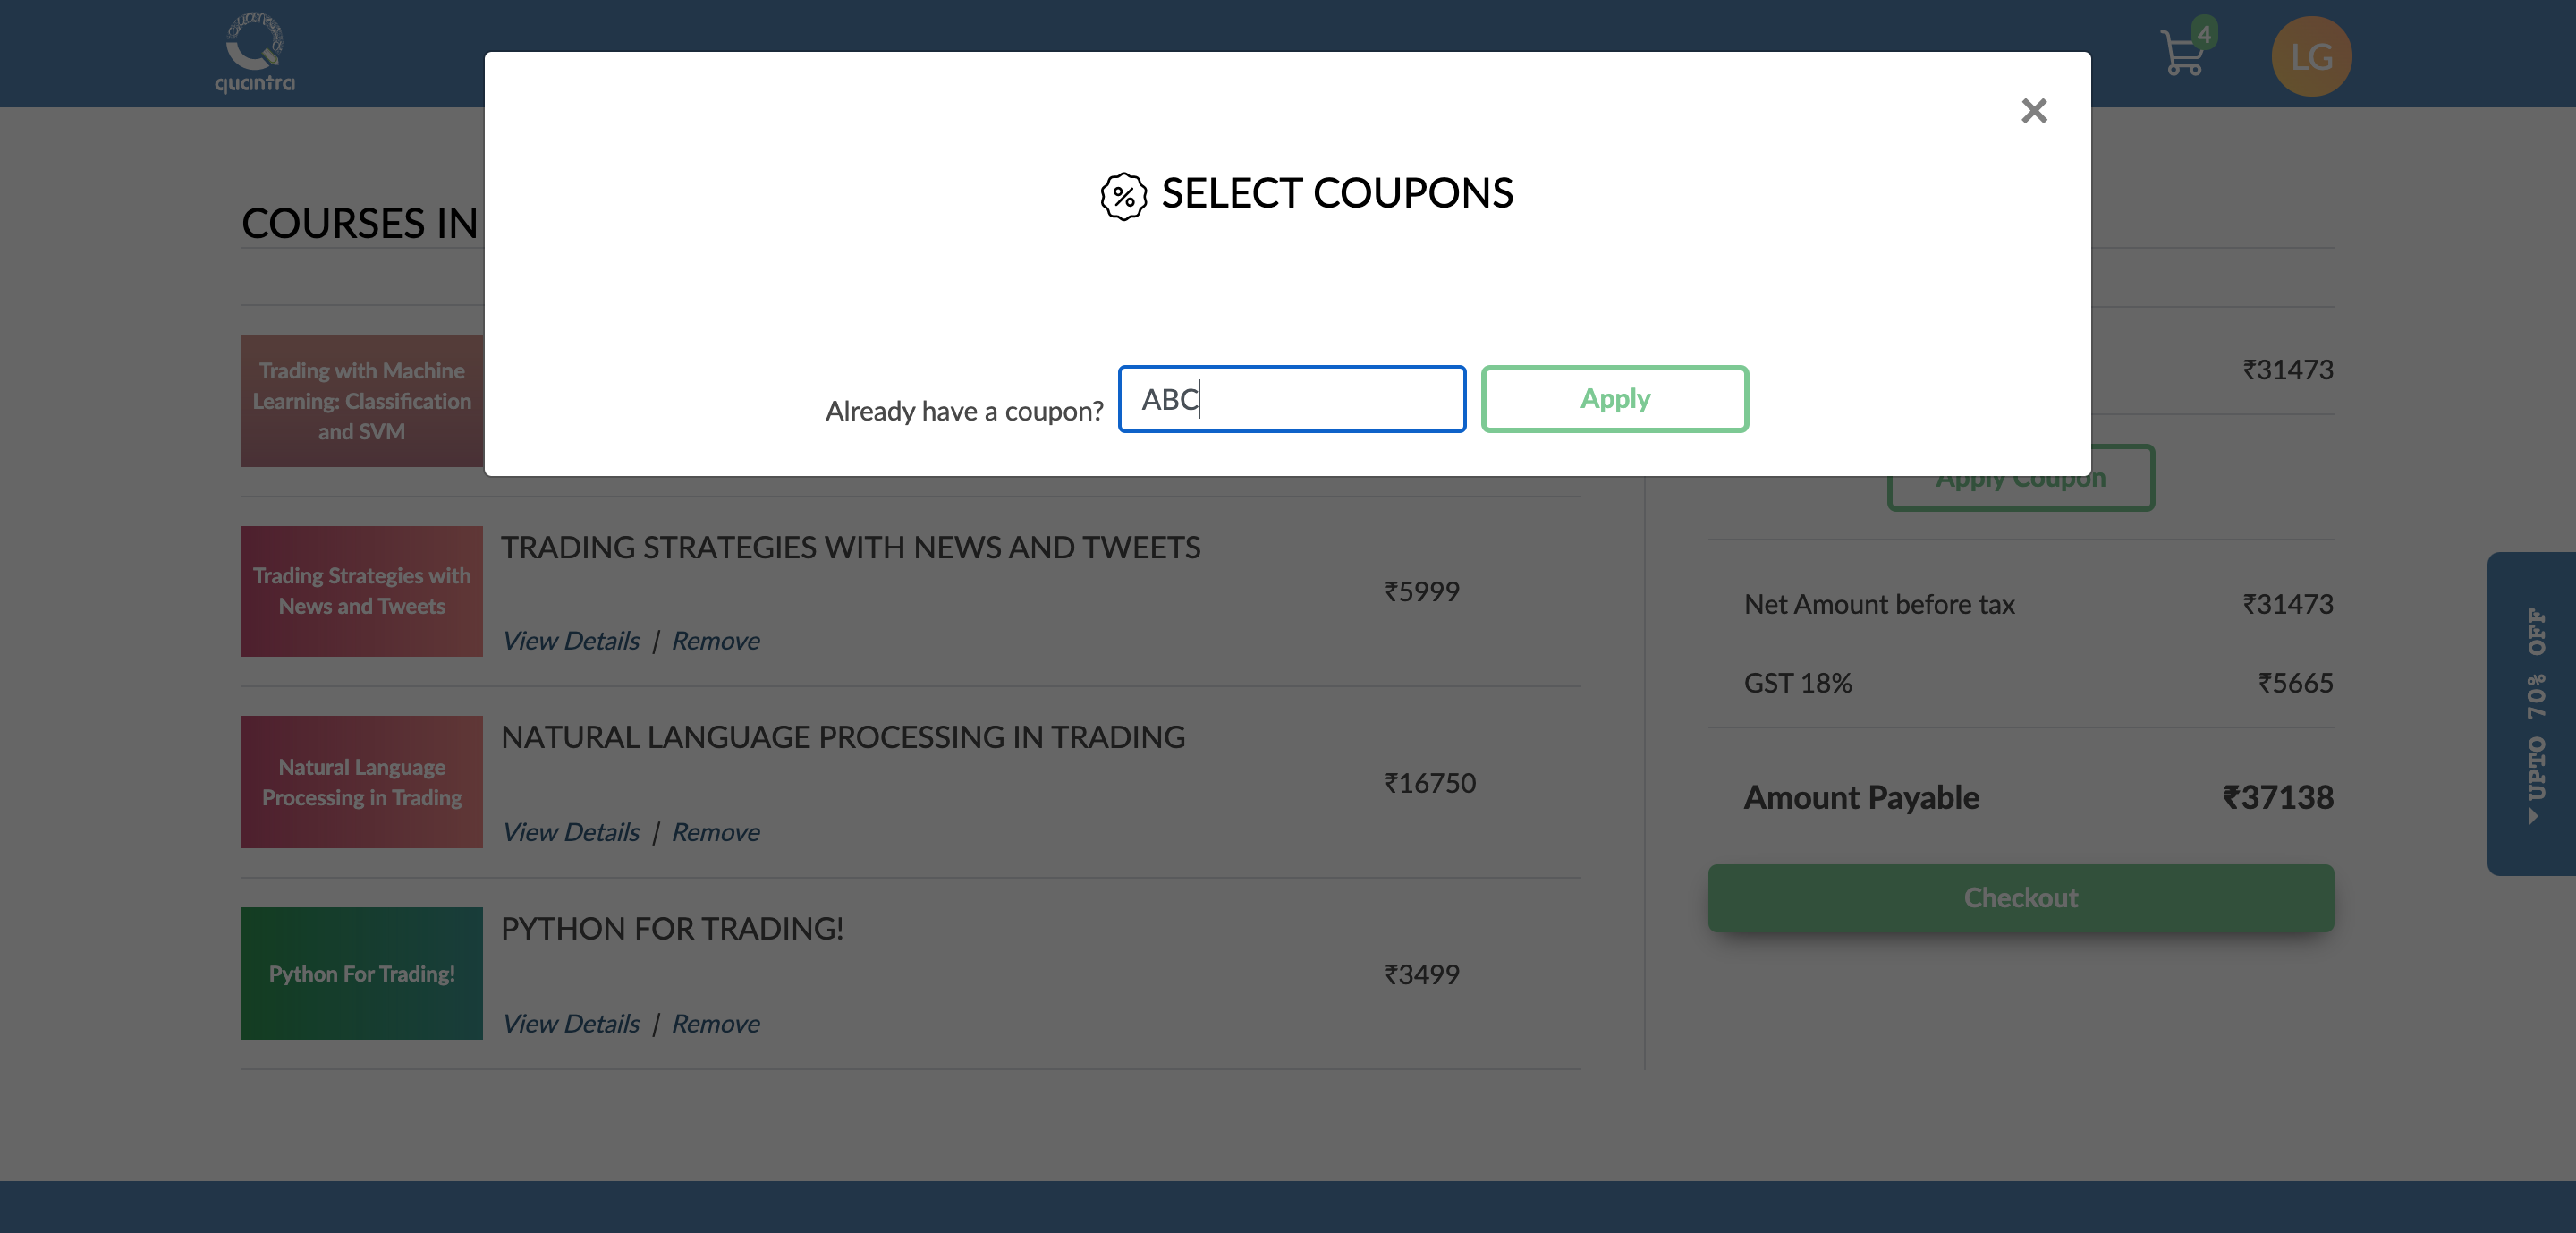 quantra
4
LG
×
% SELECT COUPONS
Already have a coupon?
ABC
Apply
COURSES IN
Trading with Machine
Learning: Classification
and SVM
Trading Strategies with
News and Tweets
TRADING STRATEGIES WITH NEWS AND TWEETS
₹5999
View Details | Remove
Natural Language
Processing in Trading
NATURAL LANGUAGE PROCESSING IN TRADING
₹16750
View Details | Remove
Python For Trading!
PYTHON FOR TRADING!
₹3499
View Details | Remove
₹31473
Apply Coupon
Net Amount before tax ₹31473
GST 18% ₹5665
Amount Payable ₹37138
Checkout
UPTO 70% OFF